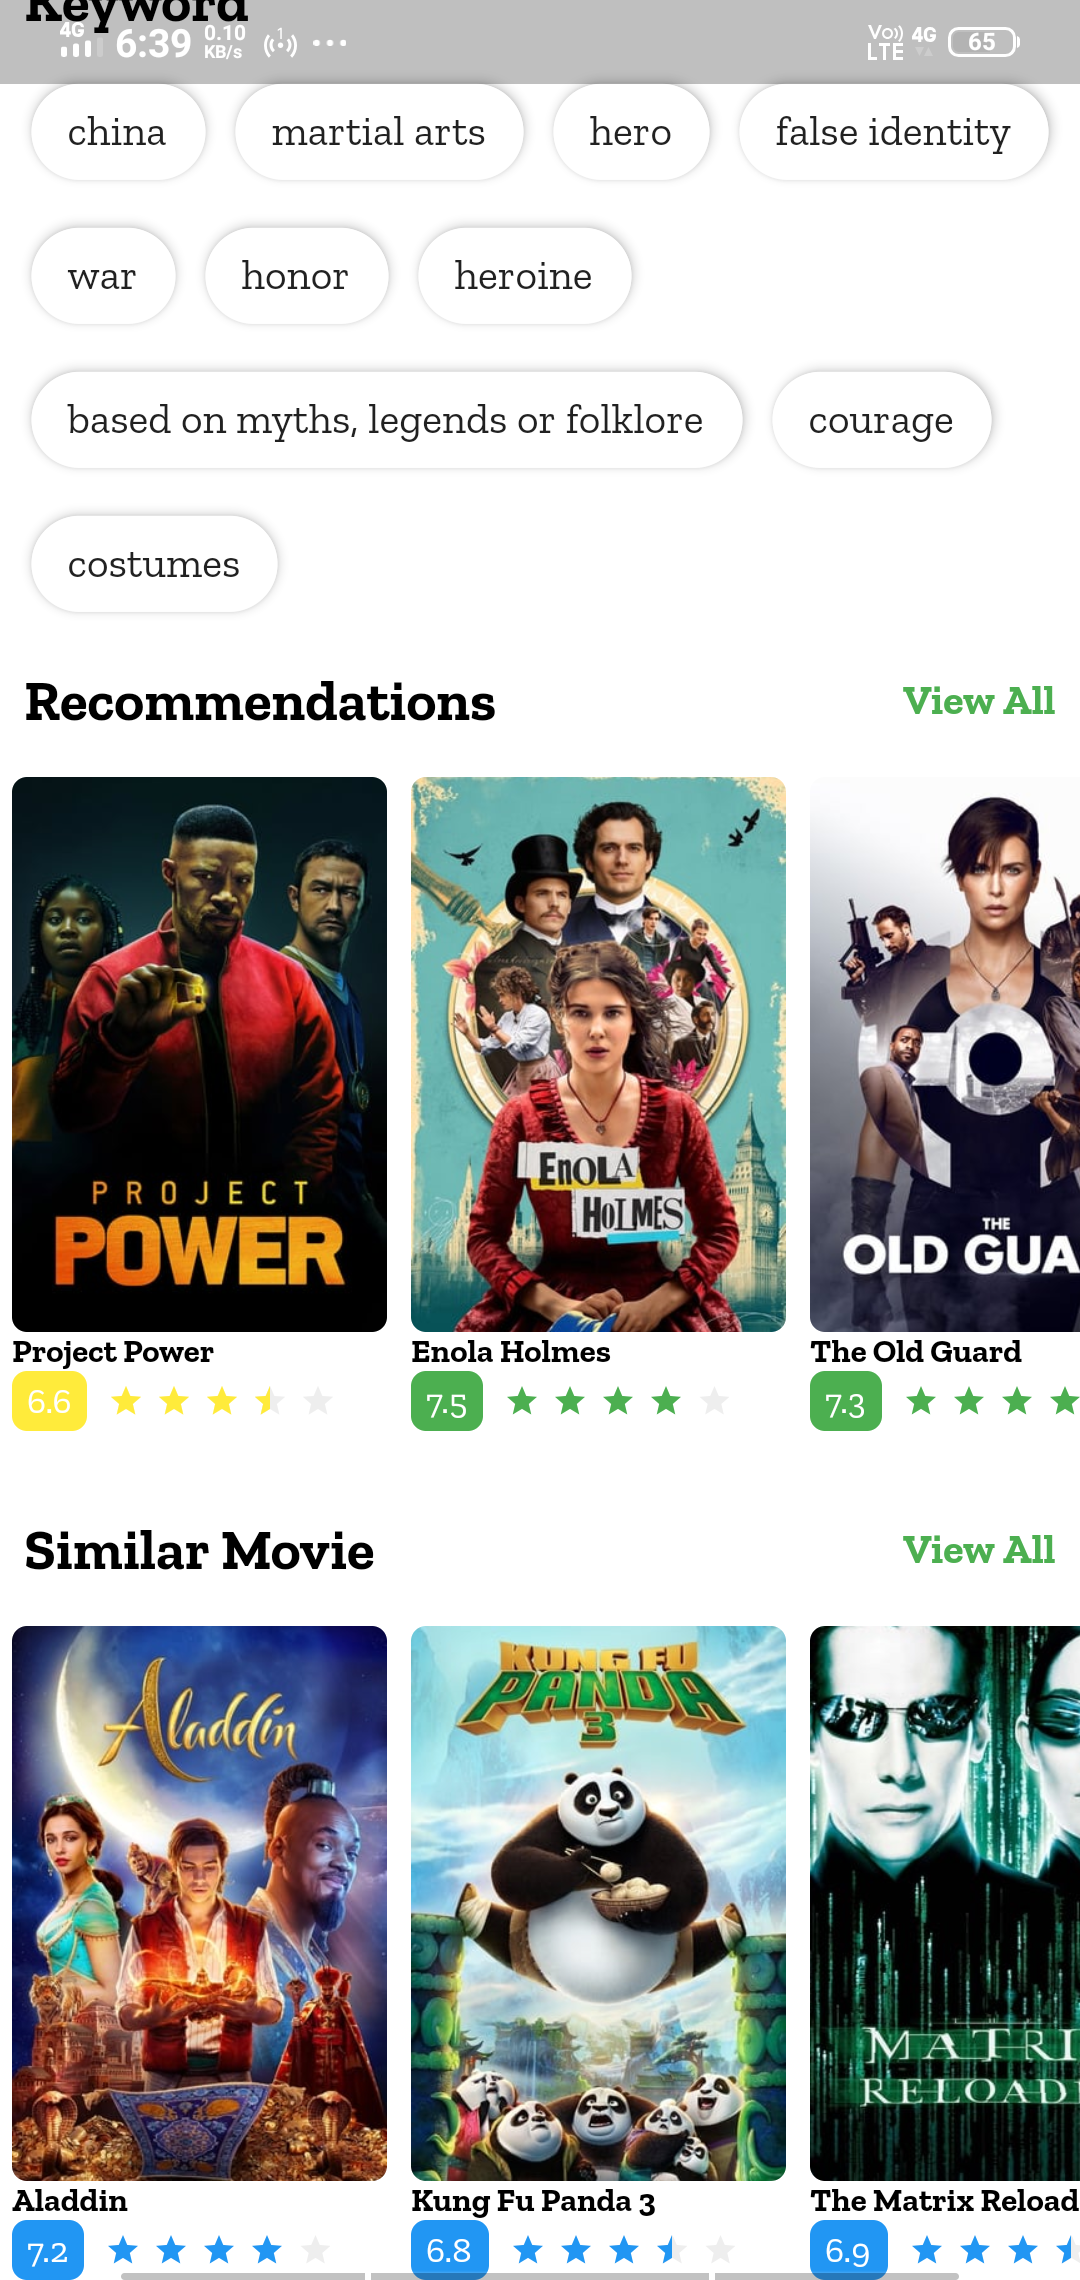 Keyword
4G 6:39 0.10 KB/s 1 Vo)) LTE 4G 65
china martial arts hero false identity
war honor heroine
based on myths, legends or folklore courage
costumes
Recommendations View All
PROJECT
POWER
EnOLA
HOLMES
THE
OLD GUA
Project Power Enola Holmes The Old Guard
6.6 7.5 7.3
Similar Movie View All
Aladdin
KUNG FU
PANDA
3
MATRI
RELOAD
Aladdin Kung Fu Panda 3 The Matrix Reload
7.2 6.8 6.9